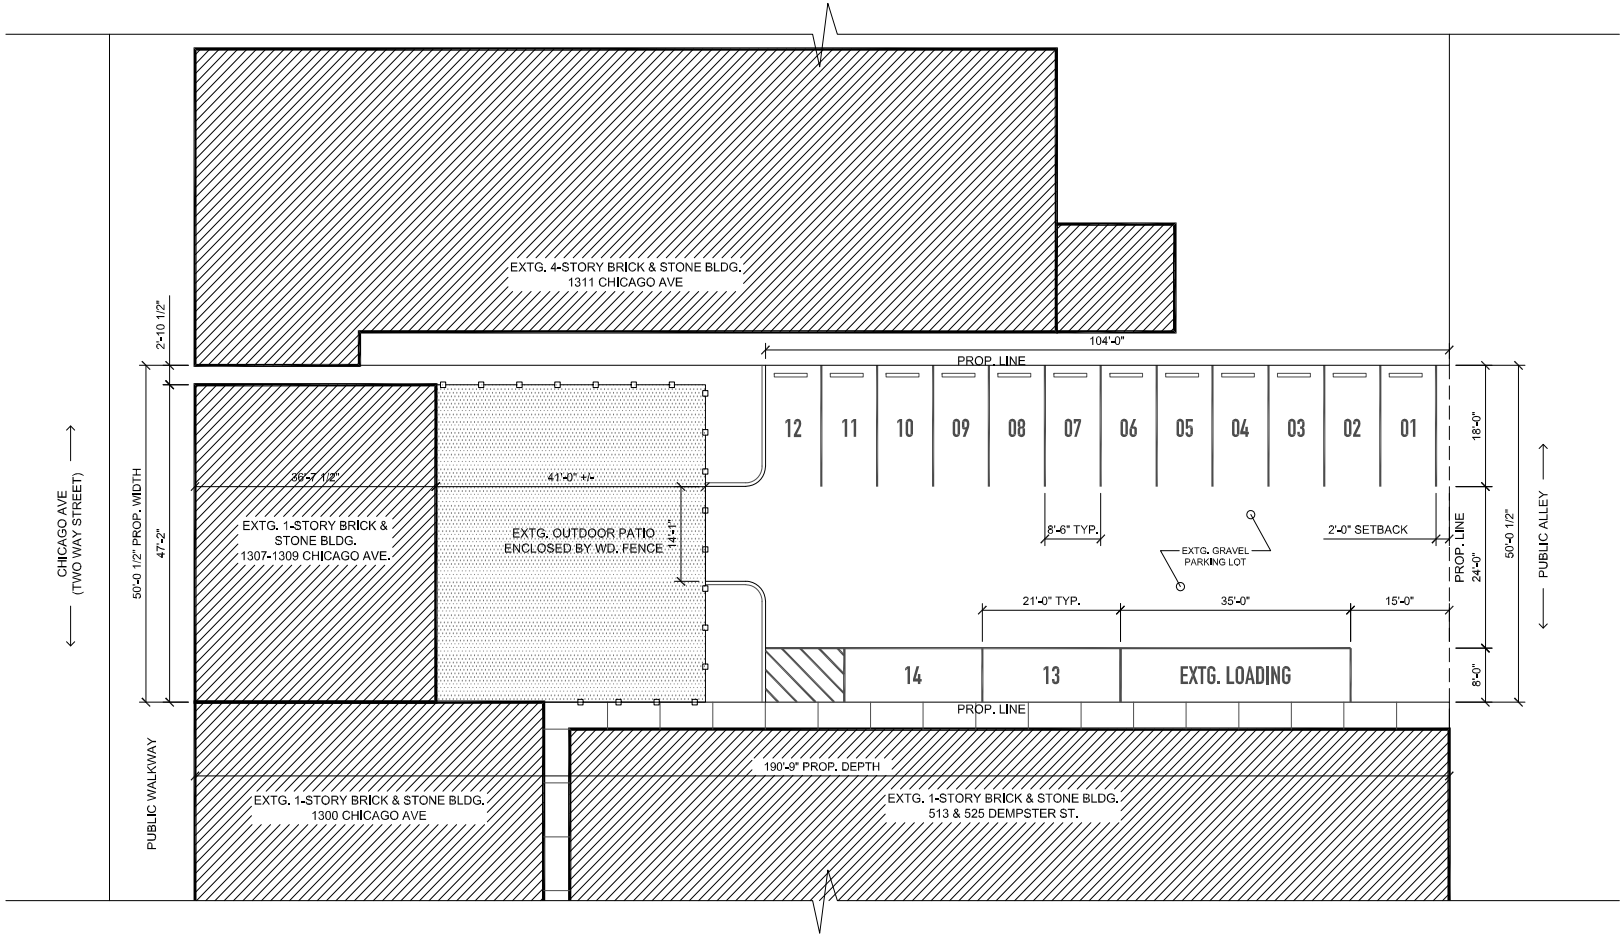 EXTG. 4-STORY BRICK & STONE BLDG.
1311 CHICAGO AVE
2'-10 1/2"
104'-0"
PROP. LINE
12
11
10
09
08
07
06
05
04
03
02
01
18'-0"
CHICAGO AVE
(TWO WAY STREET)
50'-0 1/2" PROP. WIDTH
47'-2"
36'-7 1/2"
41'-0" +/-
EXTG. 1-STORY BRICK &
STONE BLDG.
1307-1309 CHICAGO AVE.
EXTG. OUTDOOR PATIO
ENCLOSED BY WD. FENCE
14'-1"
8'-6" TYP.
EXTG. GRAVEL
PARKING LOT
2'-0" SETBACK
PROP. LINE
24'-0"
50'-0 1/2"
PUBLIC ALLEY
21'-0" TYP.
35'-0"
15'-0"
14
13
EXTG. LOADING
8'-0"
PROP. LINE
PUBLIC WALKWAY
190'-9" PROP. DEPTH
EXTG. 1-STORY BRICK & STONE BLDG.
1300 CHICAGO AVE
EXTG. 1-STORY BRICK & STONE BLDG.
513 & 525 DEMPSTER ST.